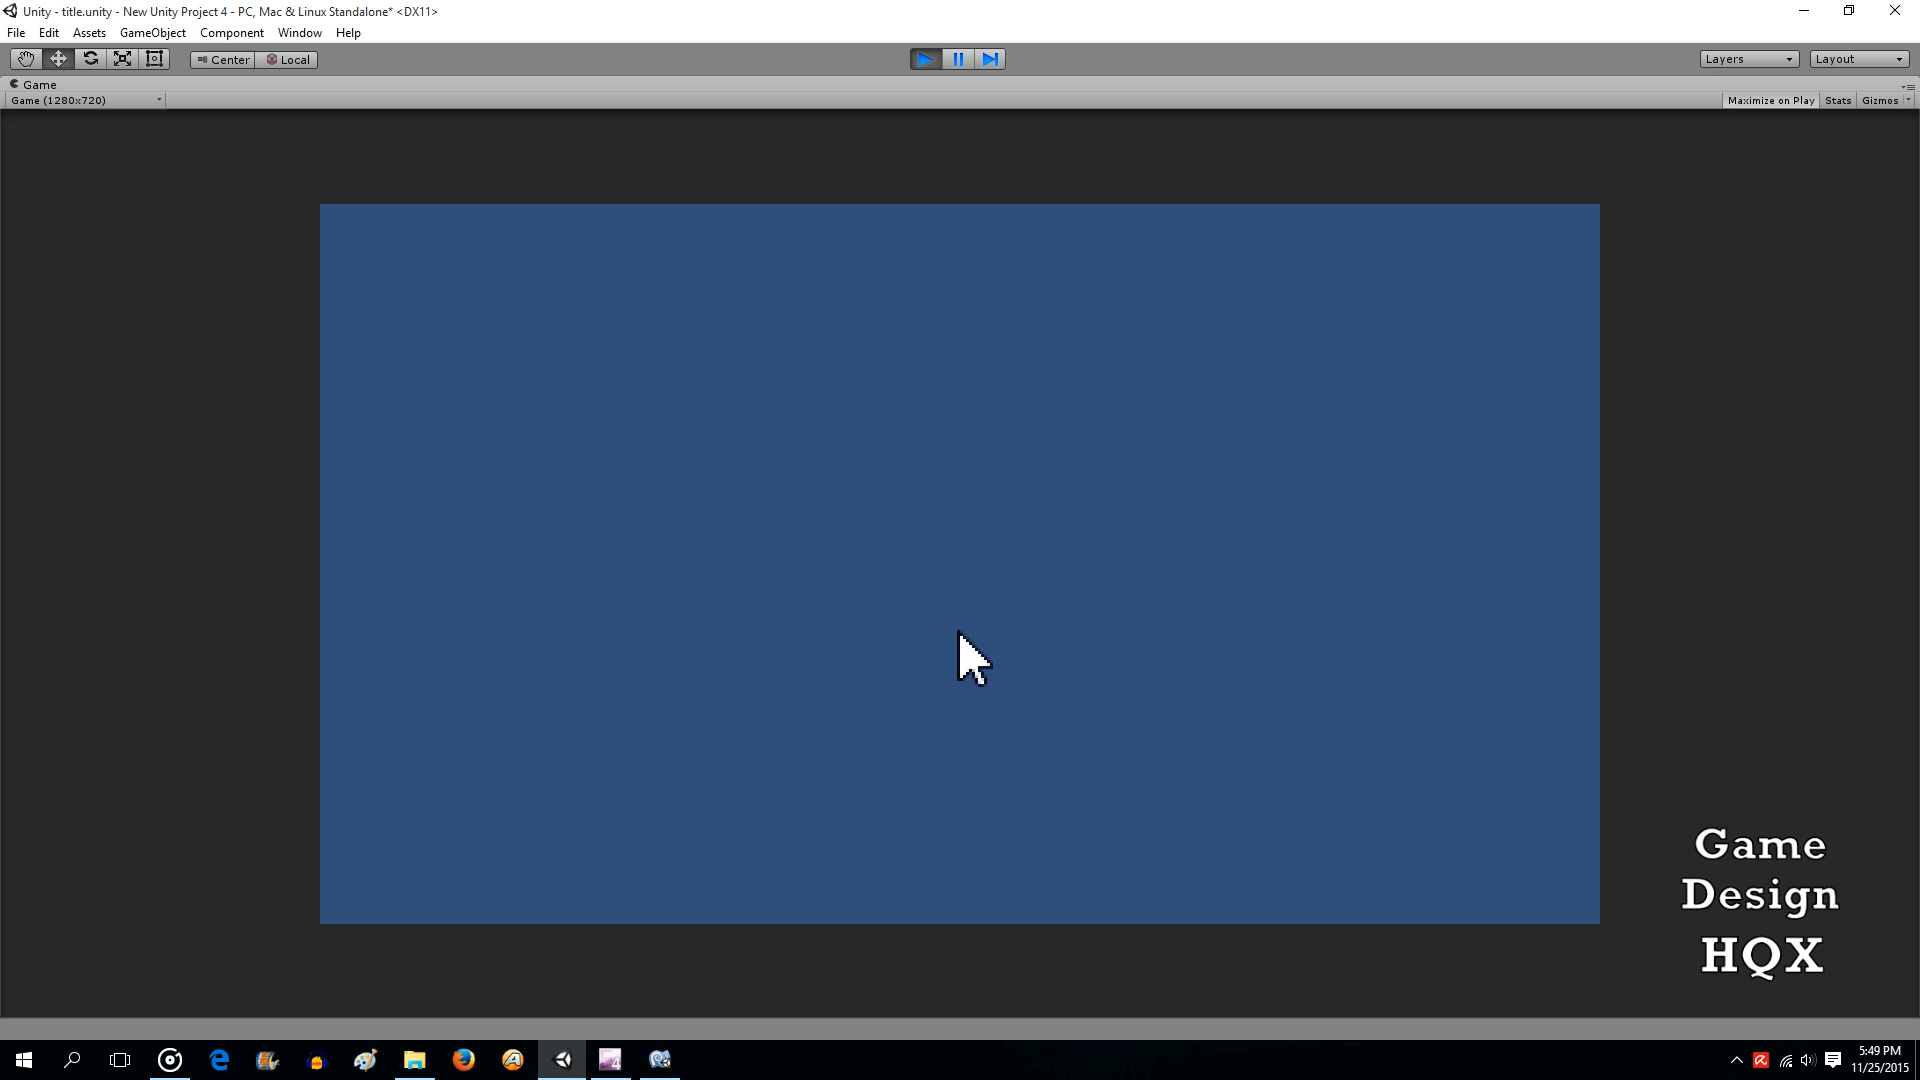 Unity - title.unity - New Unity Project 4 - PC, Mac & Linux Standalone* <DX11>
File Edit Assets GameObject Component Window Help
Center Local Layers Layout
Game
Game (1280x720) Maximize on Play Stats Gizmos
Game
Design
HQX
4
5:49 PM
11/25/2015